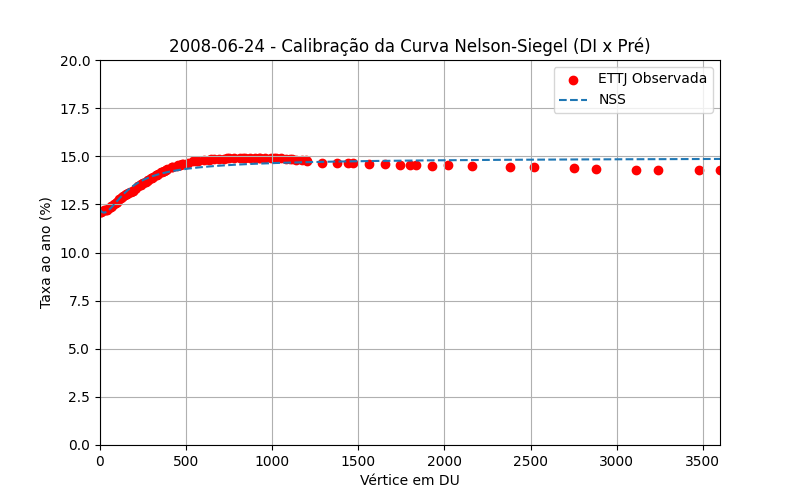 2008-06-24 - Calibração da Curva Nelson-Siegel (DI x Pré)
ETTJ Observada
NSS
Taxa ao ano (%)
20.0
17.5
15.0
12.5
10.0
7.5
5.0
2.5
0.0
0 500 1000 1500 2000 2500 3000 3500
Vértice em DU